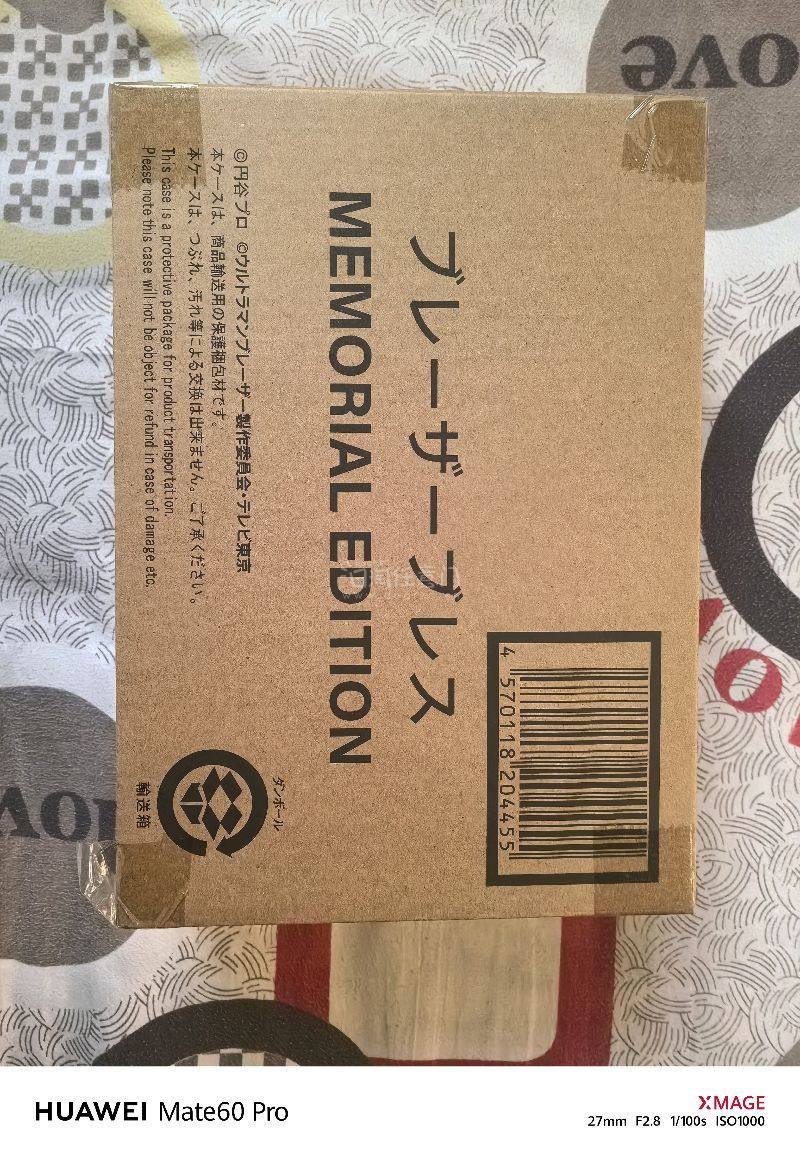 ove
ブレーザーブレス
MEMORIAL EDITION
4 570118 204455
©円谷プロ ©ウルトラマンブレーザー製作委員会・テレビ東京
本ケースは、商品輸送用の保護梱包材です。
本ケースは、つぶれ、汚れ等による交換は出来ません。ご了承ください。
This case is a protective package for product transportation.
Please note this case will not be object for refund in case of damage etc.
ダンボール
輸送箱
HUAWEI Mate60 Pro
XMAGE
27mm F2.8 1/100s ISO1000